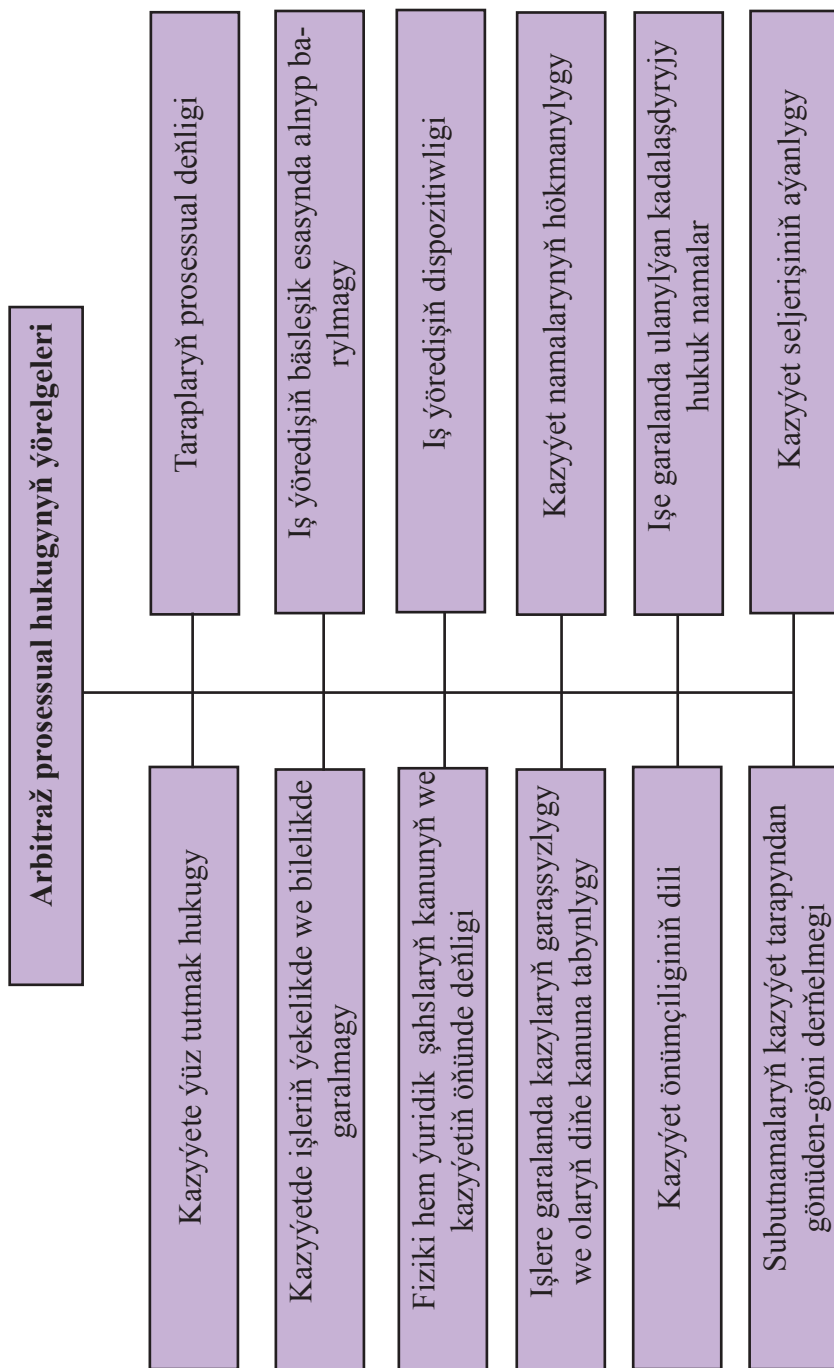 Arbitraž prosessual hukugynyň ýörelgeleri
Kazyýete ýüz tutmak hukugy
Taraplaryň prosessual deňligi
Kazyýetde işleriň ýekelikde we bilelikde
garalmagy
Iş ýöredişiň bäsleşik esasynda alnyp ba-
rylmagy
Fiziki hem ýuridik şahslaryň kanunyň we
kazyýetiň öňünde deňligi
Iş ýöredişiň dispozitiwligi
Işlere garalanda kazylaryň garaşsyzlygy
we olaryň diňe kanuna tabynlygy
Kazyýet namalarynyň hökmanylygy
Kazyýet önümçiliginiň dili
Işe garalanda ulanylýan kadalaşdyryjy
hukuk namalar
Subutnamalaryň kazyýet tarapyndan
gönüden-göni derňelmegi
Kazyýet seljerişiniň aýanlygy